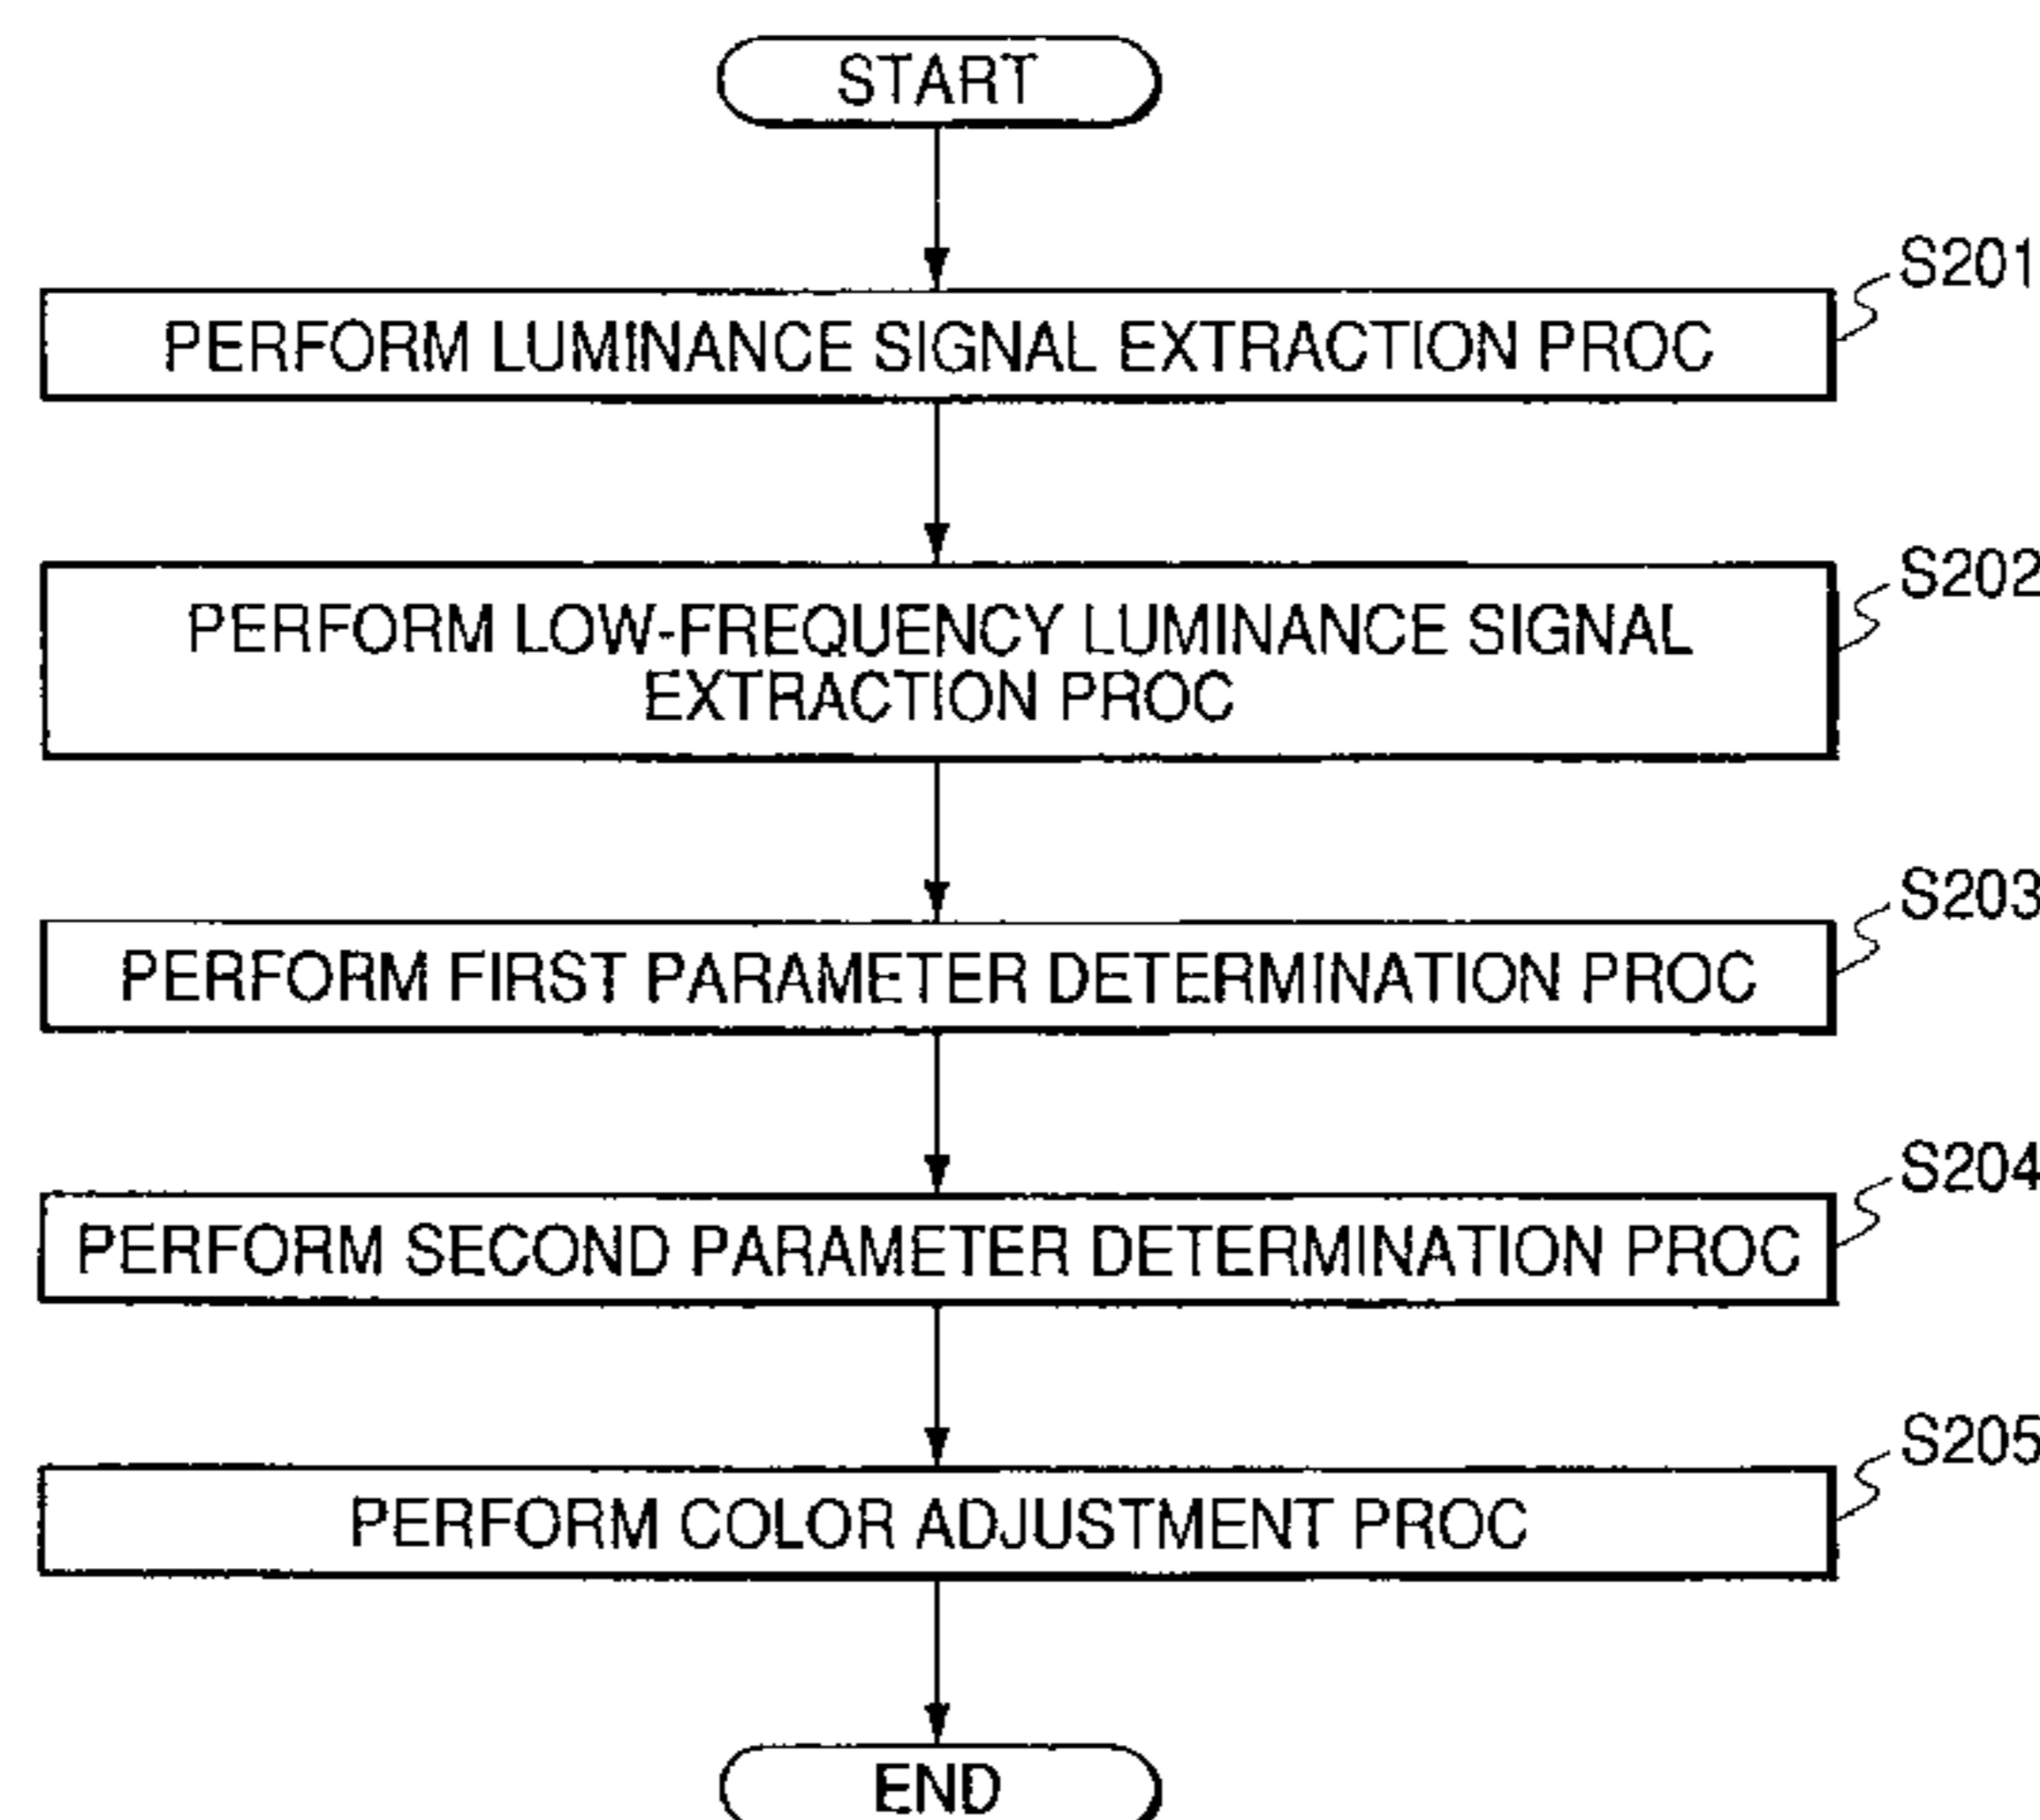 START
S201
PERFORM LUMINANCE SIGNAL EXTRACTION PROC
S202
PERFORM LOW-FREQUENCY LUMINANCE SIGNAL
EXTRACTION PROC
S203
PERFORM FIRST PARAMETER DETERMINATION PROC
S204
PERFORM SECOND PARAMETER DETERMINATION PROC
S205
PERFORM COLOR ADJUSTMENT PROC
END